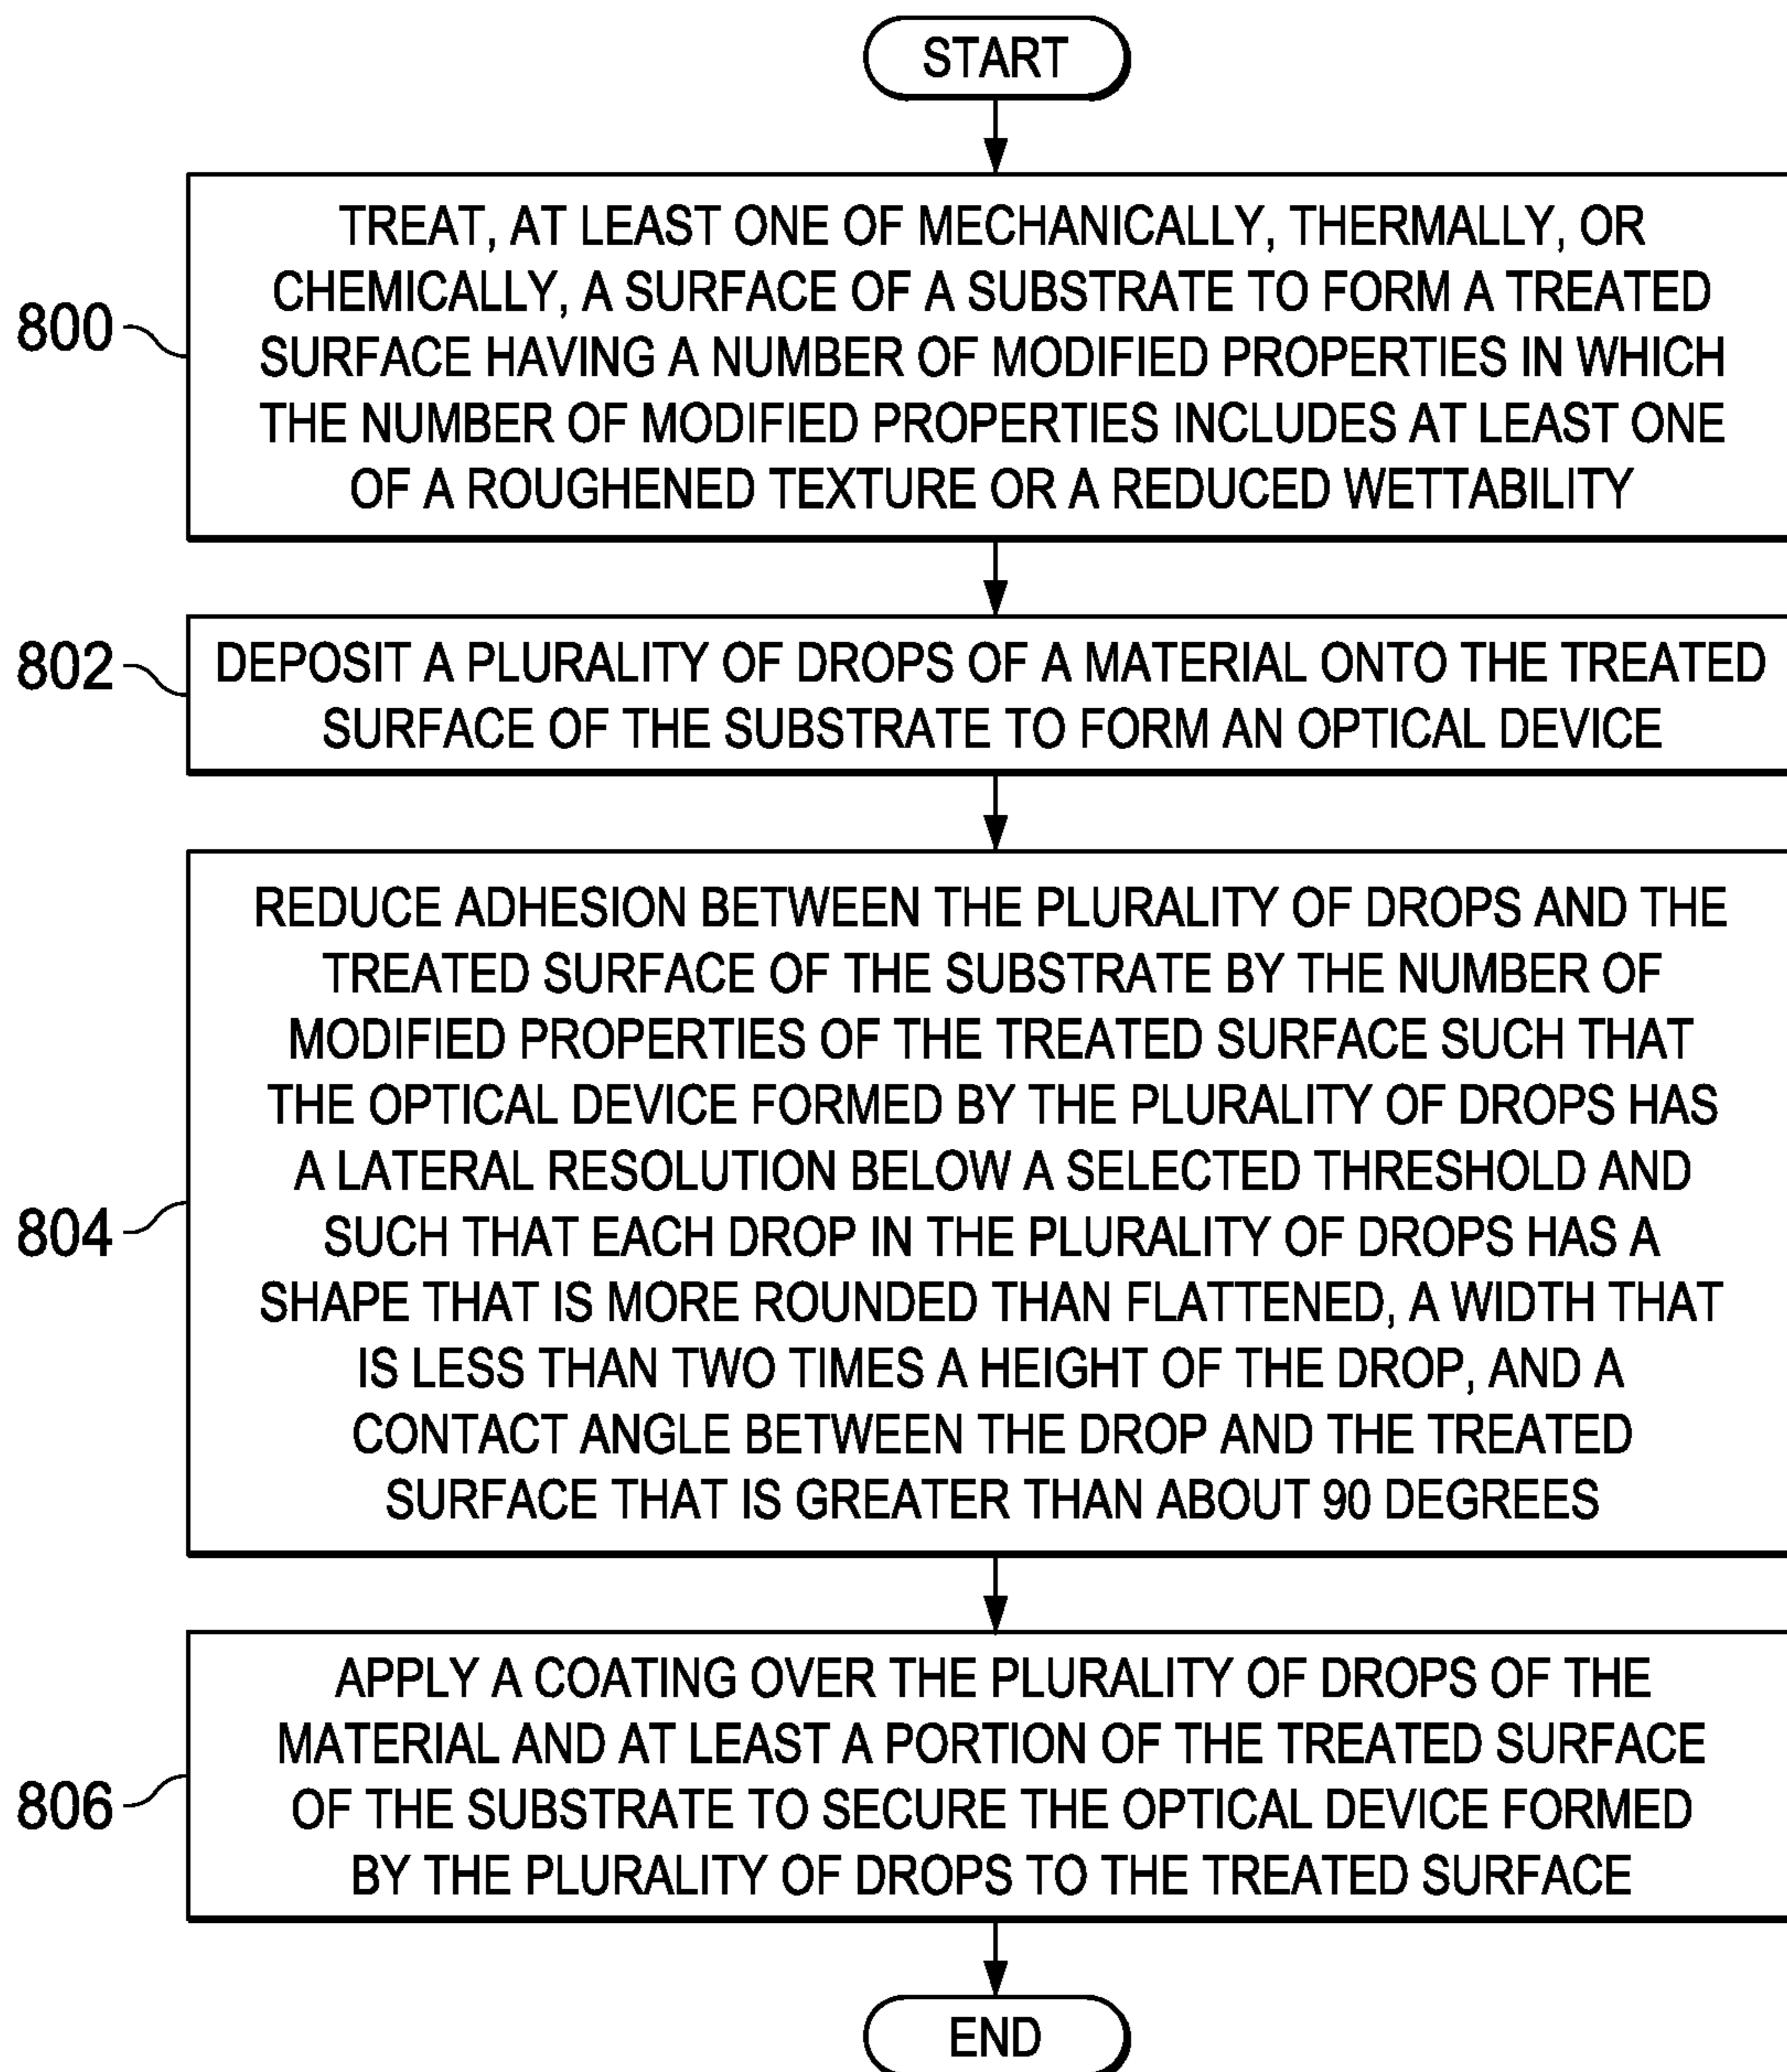 START
800
TREAT, AT LEAST ONE OF MECHANICALLY, THERMALLY, OR
CHEMICALLY, A SURFACE OF A SUBSTRATE TO FORM A TREATED
SURFACE HAVING A NUMBER OF MODIFIED PROPERTIES IN WHICH
THE NUMBER OF MODIFIED PROPERTIES INCLUDES AT LEAST ONE
OF A ROUGHENED TEXTURE OR A REDUCED WETTABILITY
802
DEPOSIT A PLURALITY OF DROPS OF A MATERIAL ONTO THE TREATED
SURFACE OF THE SUBSTRATE TO FORM AN OPTICAL DEVICE
804
REDUCE ADHESION BETWEEN THE PLURALITY OF DROPS AND THE
TREATED SURFACE OF THE SUBSTRATE BY THE NUMBER OF
MODIFIED PROPERTIES OF THE TREATED SURFACE SUCH THAT
THE OPTICAL DEVICE FORMED BY THE PLURALITY OF DROPS HAS
A LATERAL RESOLUTION BELOW A SELECTED THRESHOLD AND
SUCH THAT EACH DROP IN THE PLURALITY OF DROPS HAS A
SHAPE THAT IS MORE ROUNDED THAN FLATTENED, A WIDTH THAT
IS LESS THAN TWO TIMES A HEIGHT OF THE DROP, AND A
CONTACT ANGLE BETWEEN THE DROP AND THE TREATED
SURFACE THAT IS GREATER THAN ABOUT 90 DEGREES
806
APPLY A COATING OVER THE PLURALITY OF DROPS OF THE
MATERIAL AND AT LEAST A PORTION OF THE TREATED SURFACE
OF THE SUBSTRATE TO SECURE THE OPTICAL DEVICE FORMED
BY THE PLURALITY OF DROPS TO THE TREATED SURFACE
END